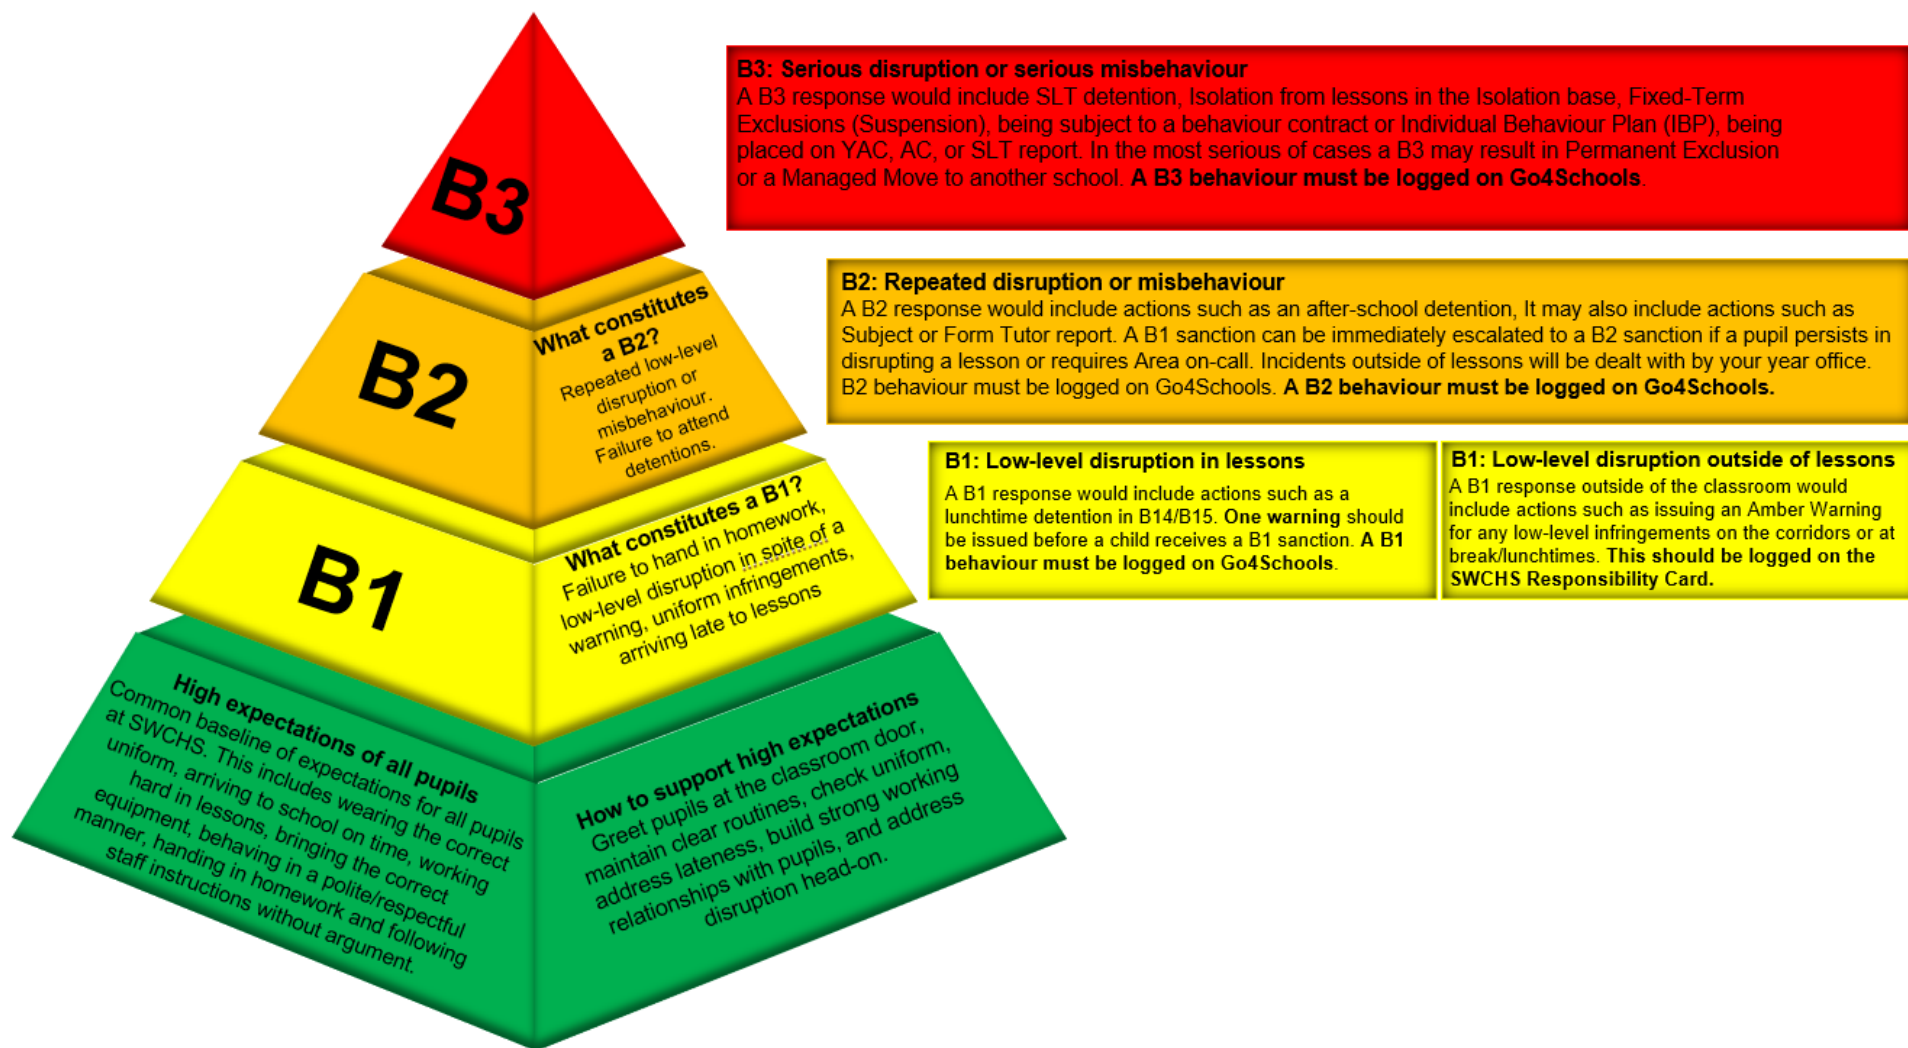 B3
B3: Serious disruption or serious misbehaviour
A B3 response would include SLT detention, Isolation from lessons in the Isolation base, Fixed-Term
Exclusions (Suspension), being subject to a behaviour contract or Individual Behaviour Plan (IBP), being
placed on YAC, AC, or SLT report. In the most serious of cases a B3 may result in Permanent Exclusion
or a Managed Move to another school. A B3 behaviour must be logged on Go4Schools.
B2
What constitutes
a B2?
Repeated low-level
disruption or
misbehaviour.
Failure to attend
detentions.
B2: Repeated disruption or misbehaviour
A B2 response would include actions such as an after-school detention, It may also include actions such as
Subject or Form Tutor report. A B1 sanction can be immediately escalated to a B2 sanction if a pupil persists in
disrupting a lesson or requires Area on-call. Incidents outside of lessons will be dealt with by your year office.
B2 behaviour must be logged on Go4Schools. A B2 behaviour must be logged on Go4Schools.
B1
What constitutes a B1?
Failure to hand in homework,
low-level disruption in spite of a
warning, uniform infringements,
arriving late to lessons
B1: Low-level disruption in lessons
A B1 response would include actions such as a
lunchtime detention in B14/B15. One warning should
be issued before a child receives a B1 sanction. A B1
behaviour must be logged on Go4Schools.
B1: Low-level disruption outside of lessons
A B1 response outside of the classroom would
include actions such as issuing an Amber Warning
for any low-level infringements on the corridors or at
break/lunchtimes. This should be logged on the
SWCHS Responsibility Card.
High expectations of all pupils
Common baseline of expectations for all pupils
at SWCHS. This includes wearing the correct
uniform, arriving to school on time, working
hard in lessons, bringing the correct
equipment, behaving in a polite/respectful
manner, handing in homework and following
staff instructions without argument.
How to support high expectations
Greet pupils at the classroom door,
maintain clear routines, check uniform,
address lateness, build strong working
relationships with pupils, and address
disruption head-on.